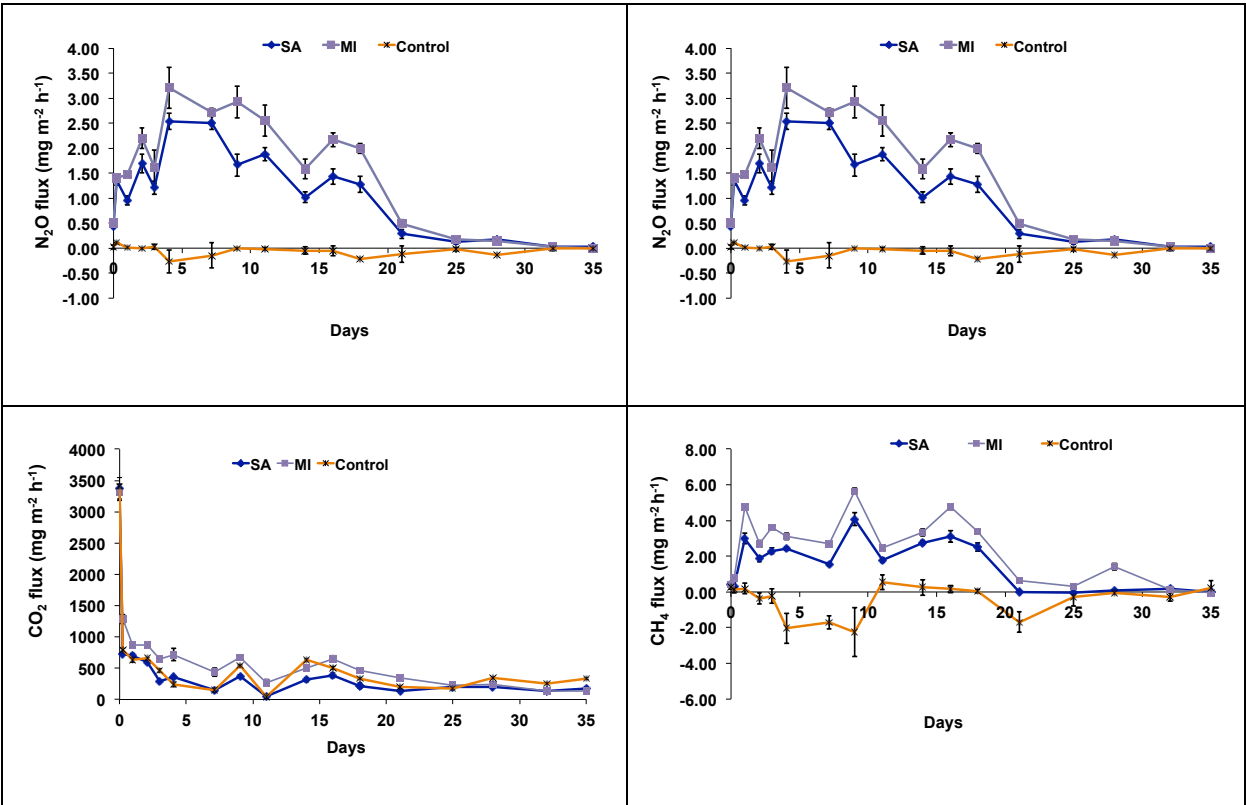 SA MI Control
4.00
3.50
3.00
2.50
2.00
1.50
1.00
0.50
0.00
-0.50
-1.00
0 5 10 15 20 25 30 35
N₂O flux (mg m⁻² h⁻¹)
Days
SA MI Control
4.00
3.50
3.00
2.50
2.00
1.50
1.00
0.50
0.00
-0.50
-1.00
0 5 10 15 20 25 30 35
N₂O flux (mg m⁻² h⁻¹)
Days
SA MI Control
4000
3500
3000
2500
2000
1500
1000
500
0
0 5 10 15 20 25 30 35
CO₂ flux (mg m⁻² h⁻¹)
Days
SA MI Control
8.00
6.00
4.00
2.00
0.00
-2.00
-4.00
-6.00
0 5 10 15 20 25 30 35
CH₄ flux (mg m⁻² h⁻¹)
Days